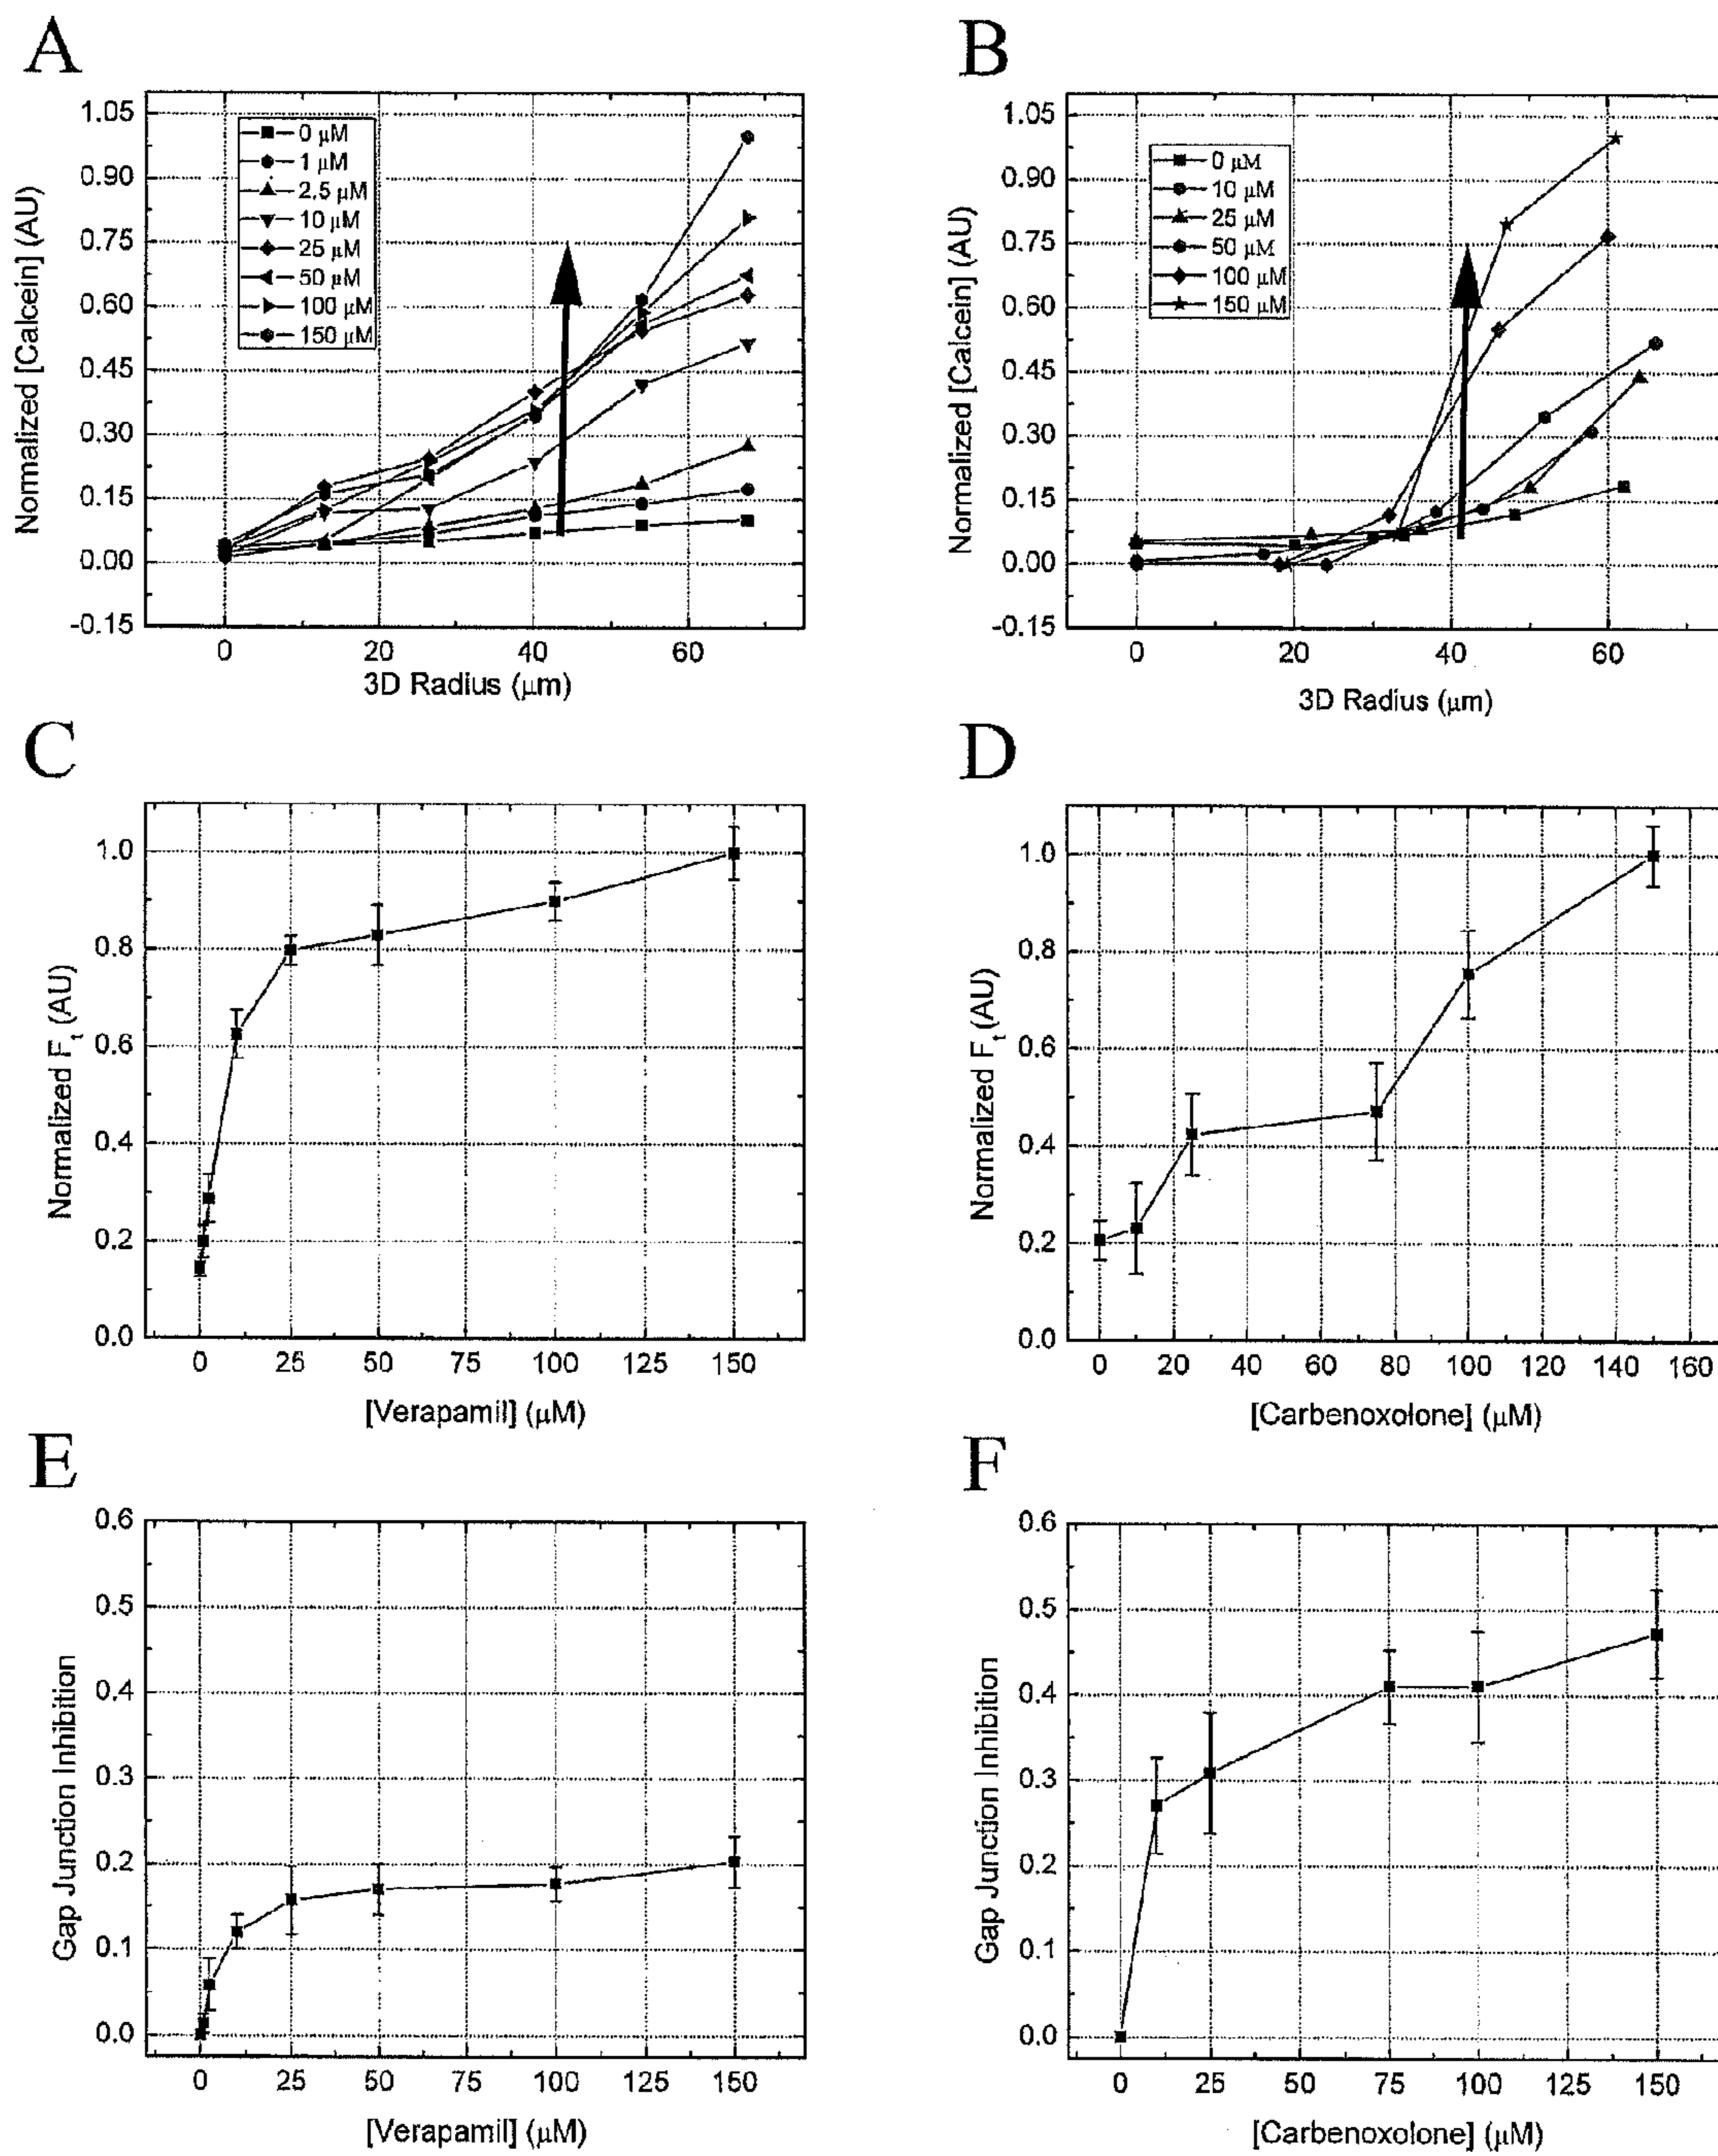 A
Normalized [Calcein] (AU)
1.05
0.90
0.75
0.60
0.45
0.30
0.15
0.00
-0.15
0 μM
1 μM
2.5 μM
10 μM
25 μM
50 μM
100 μM
150 μM
0 20 40 60
3D Radius (μm)
B
Normalized [Calcein] (AU)
1.05
0.90
0.75
0.60
0.45
0.30
0.15
0.00
-0.15
0 μM
10 μM
25 μM
50 μM
100 μM
150 μM
0 20 40 60
3D Radius (μm)
C
Normalized Ft (AU)
1.0
0.8
0.6
0.4
0.2
0.0
0 25 50 75 100 125 150
[Verapamil] (μM)
D
Normalized Ft (AU)
1.0
0.8
0.6
0.4
0.2
0.0
0 20 40 60 80 100 120 140 160
[Carbenoxolone] (μM)
E
Gap Junction Inhibition
0.6
0.5
0.4
0.3
0.2
0.1
0.0
0 25 50 75 100 125 150
[Verapamil] (μM)
F
Gap Junction Inhibition
0.6
0.5
0.4
0.3
0.2
0.1
0.0
0 25 50 75 100 125 150
[Carbenoxolone] (μM)